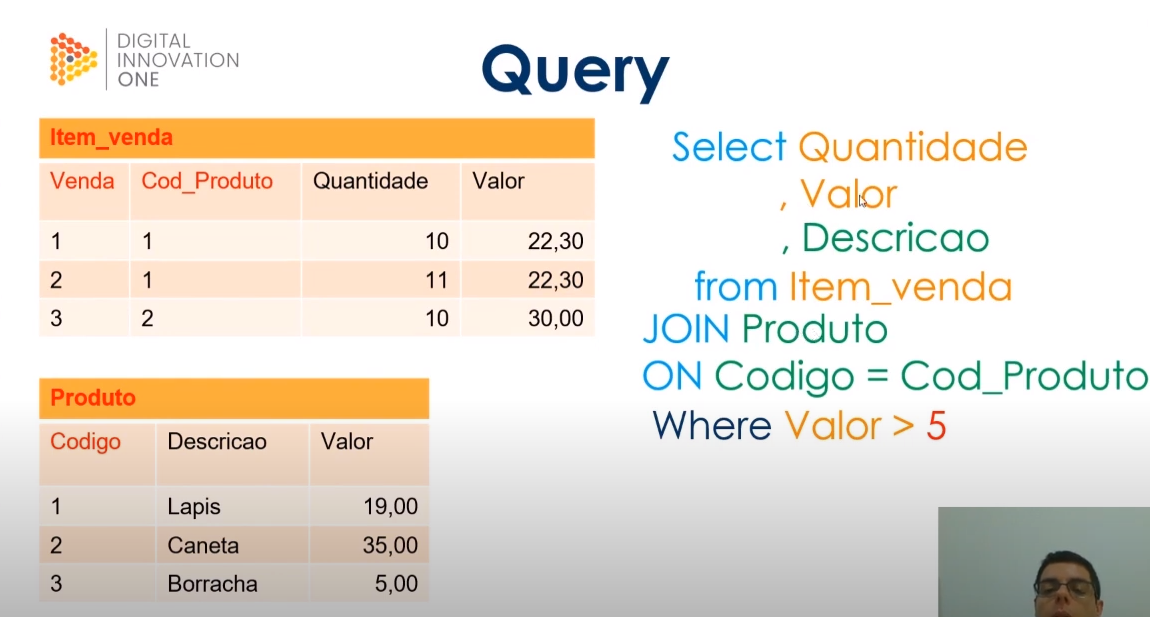 DIGITAL
INNOVATION
ONE
Query
Item_venda
Venda Cod_Produto Quantidade Valor
1 1 10 22,30
2 1 11 22,30
3 2 10 30,00
Produto
Codigo Descricao Valor
1 Lapis 19,00
2 Caneta 35,00
3 Borracha 5,00
Select Quantidade
, Valor
, Descricao
from Item_venda
JOIN Produto
ON Codigo = Cod_Produto
Where Valor > 5